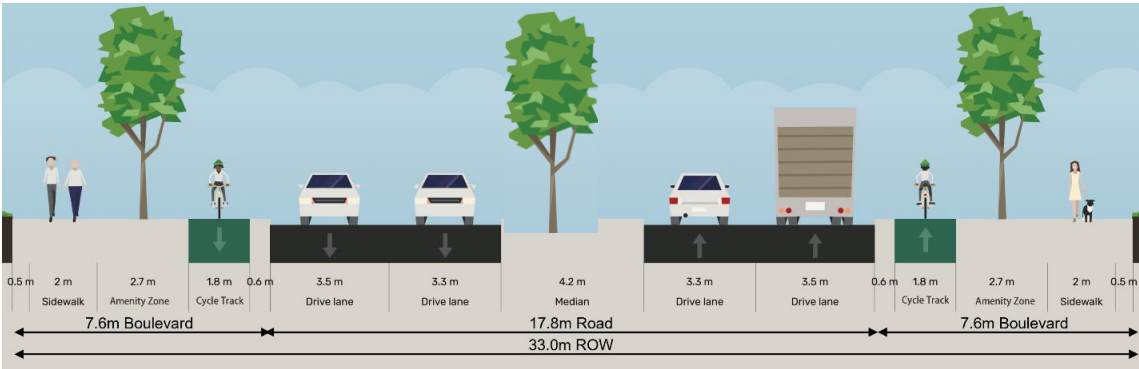 0.5 m 2 m 2.7 m 1.8 m 0.6 m 3.5 m 3.3 m 4.2 m 3.3 m 3.5 m 0.6 m 1.8 m 2.7 m 2 m 0.5 m
Sidewalk Amenity Zone Cycle Track Drive lane Drive lane Median Drive lane Drive lane Cycle Track Amenity Zone Sidewalk
7.6m Boulevard 17.8m Road 7.6m Boulevard
33.0m ROW